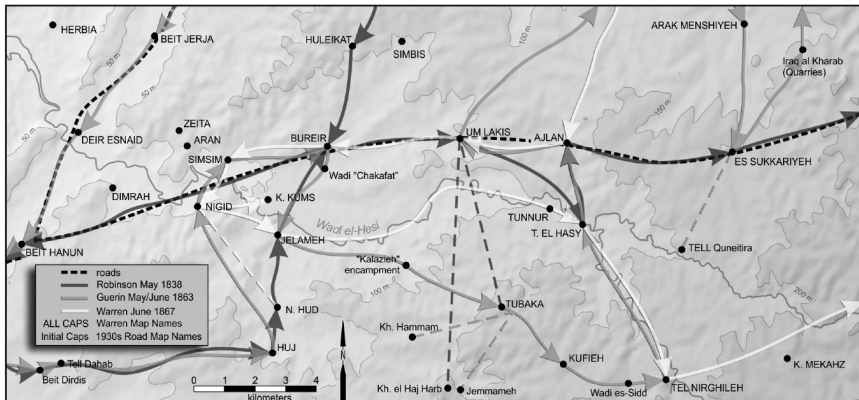 HERBIA
BEIT JERJA
HULEIKAT
SIMBIS
ARAK MENSHIYEH
Iraq al Kharab
(Quarries)
50 m
50 m
50 m
100 m
150 m
ZEITA
DEIR ESNAID
ARAN
BUREIR
UM LAKIS
AJLAN
SIMSIM
ES SUKKARIYEH
Wadi "Chakafat"
DIMRAH
K. KUMS
NIGID
Wadi el-Hesi
TUNNUR
T. EL HASY
JELAMEH
BEIT HANUN
TELL Quneitira
"Kalazieh"
encampment
100 m
200 m
roads
Robinson May 1838
Guerin May/June 1863
Warren June 1867
ALL CAPS Warren Map Names
Initial Caps 1930s Road Map Names
N. HUD
TUBAKA
Kh. Hammam
HUJ
N
Tell Dahab
Beit Dirdis
KUFIEH
K. MEKAHZ
Kh. el Haj Harb
Jemmameh
Wadi es-Sidd
TEL NIRGHILEH
0 1 2 3 4
kilometers